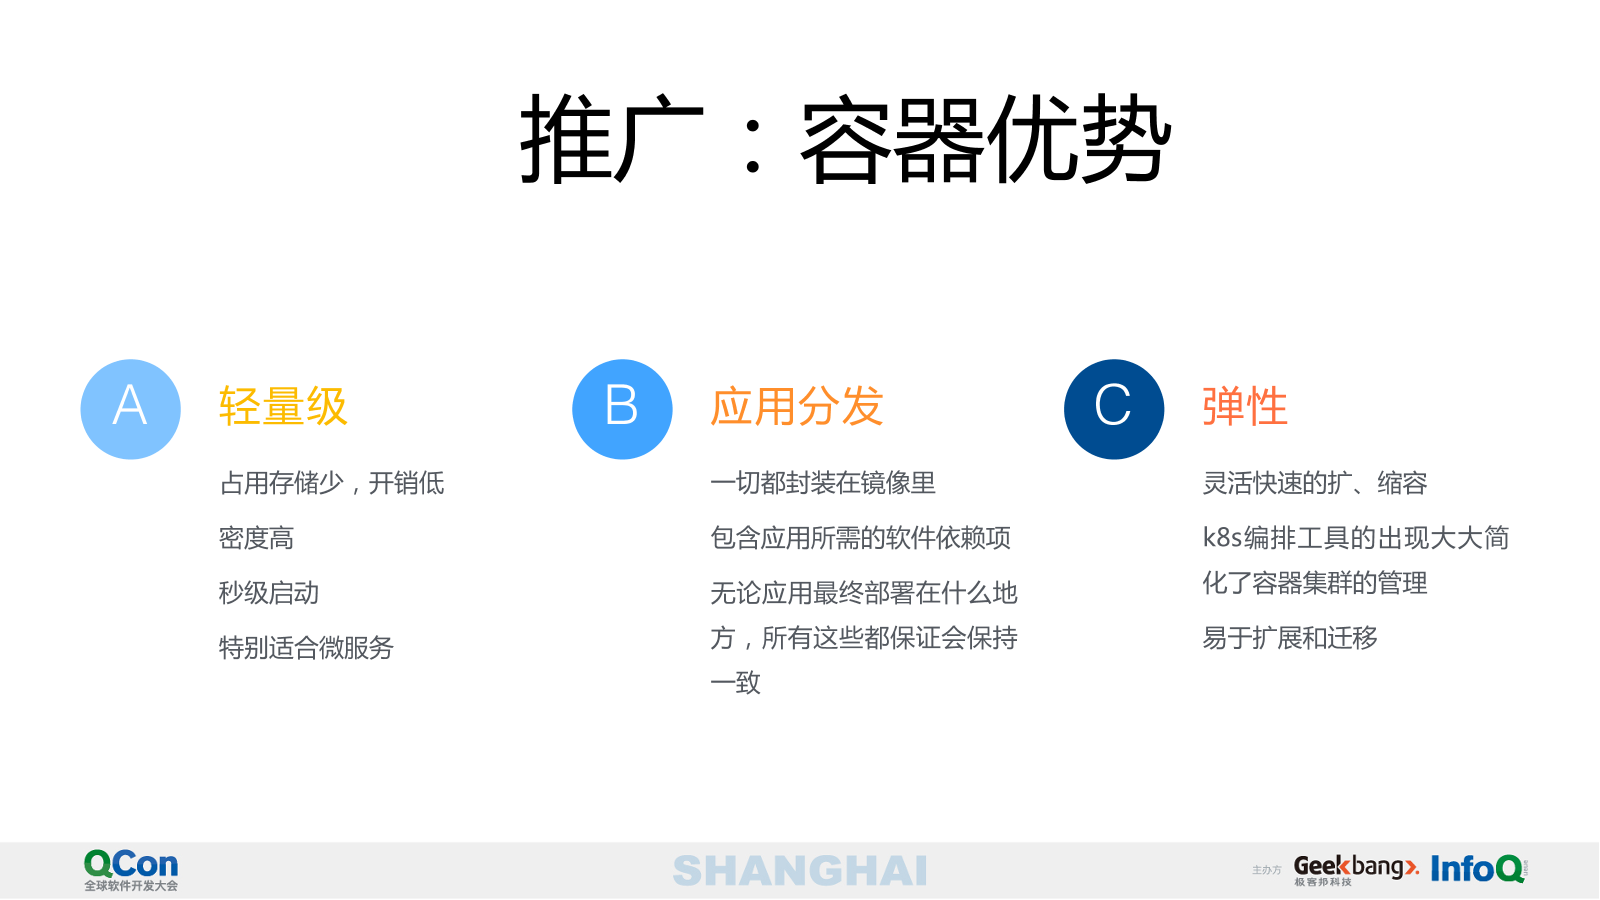 推广：容器优势
A
轻量级
占用存储少，开销低
密度高
秒级启动
特别适合微服务
B
应用分发
一切都封装在镜像里
包含应用所需的软件依赖项
无论应用最终部署在什么地
方，所有这些都保证会保持
一致
C
弹性
灵活快速的扩、缩容
k8s编排工具的出现大大简
化了容器集群的管理
易于扩展和迁移
QCon
全球软件开发大会
SHANGHAI
主办方
Geekbang
极客邦科技
InfoQ